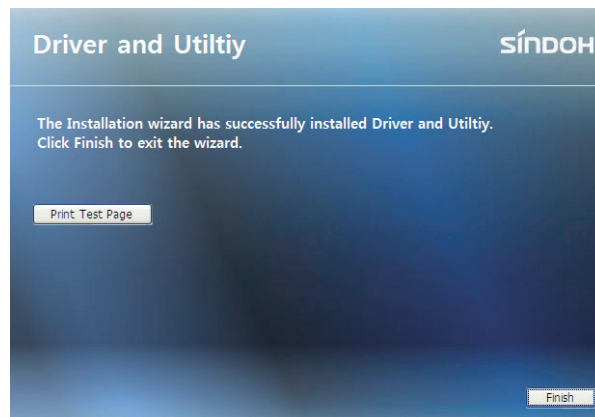 Driver and Utiltiy
SÍNDOH
The Installation wizard has successfully installed Driver and Utiltiy.
Click Finish to exit the wizard.
Print Test Page
Finish